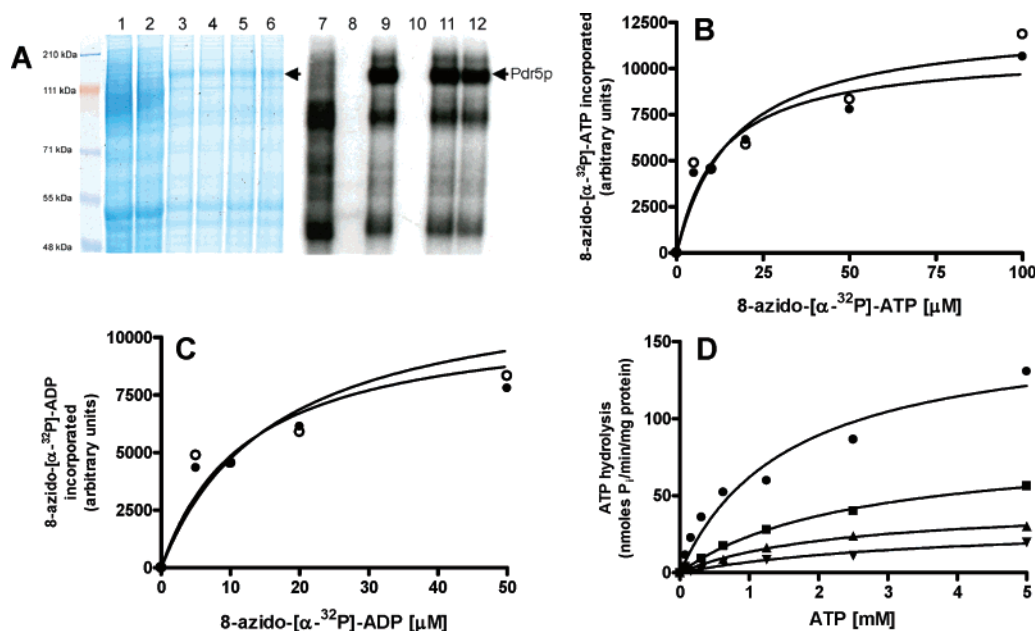 A
1 2 3 4 5 6 7 8 9 10 11 12
210 kDa
111 kDa
71 kDa
55 kDa
48 kDa
Pdr5p
B
8-azido-[α-³²P]-ATP incorporated
(arbitrary units)
12500
10000
7500
5000
2500
0
0 25 50 75 100
8-azido-[α-³²P]-ATP [µM]
C
8-azido-[α-³²P]-ADP
incorporated
(arbitrary units)
10000
7500
5000
2500
0
0 10 20 30 40 50
8-azido-[α-³²P]-ADP [µM]
D
ATP hydrolysis
(nmoles Pᵢ/min/mg protein)
150
100
50
0
0 1 2 3 4 5
ATP [mM]